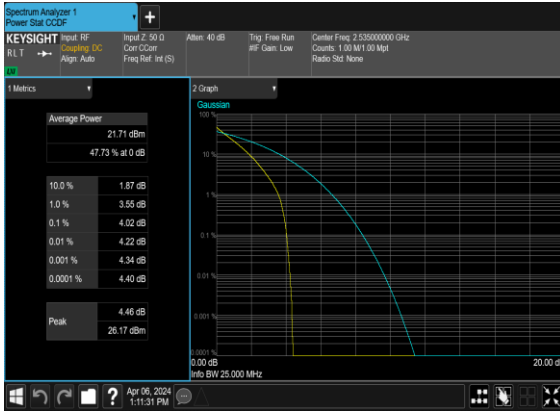 Spectrum Analyzer 1
Power Stat CCDF
+
KEYSIGHT
RLT
Input: RF
Coupling: DC
Align: Auto
Input Z: 50 Ω
Corr CCorr
Freq Ref: Int (S)
Atten: 40 dB
Trig: Free Run
#IF Gain: Low
Center Freq: 2.535000000 GHz
Counts: 1.00 M/1.00 Mpt
Radio Std: None
1 Metrics
Average Power
21.71 dBm
47.73 % at 0 dB
10.0 % 1.87 dB
1.0 % 3.55 dB
0.1 % 4.02 dB
0.01 % 4.22 dB
0.001 % 4.34 dB
0.0001 % 4.40 dB
Peak
4.46 dB
26.17 dBm
2 Graph
Gaussian
100 %
10 %
1 %
0.1 %
0.01 %
0.001 %
0.0001 %
0.00 dB
20.00 d
Info BW 25.000 MHz
?
Apr 06, 2024
1:11:31 PM